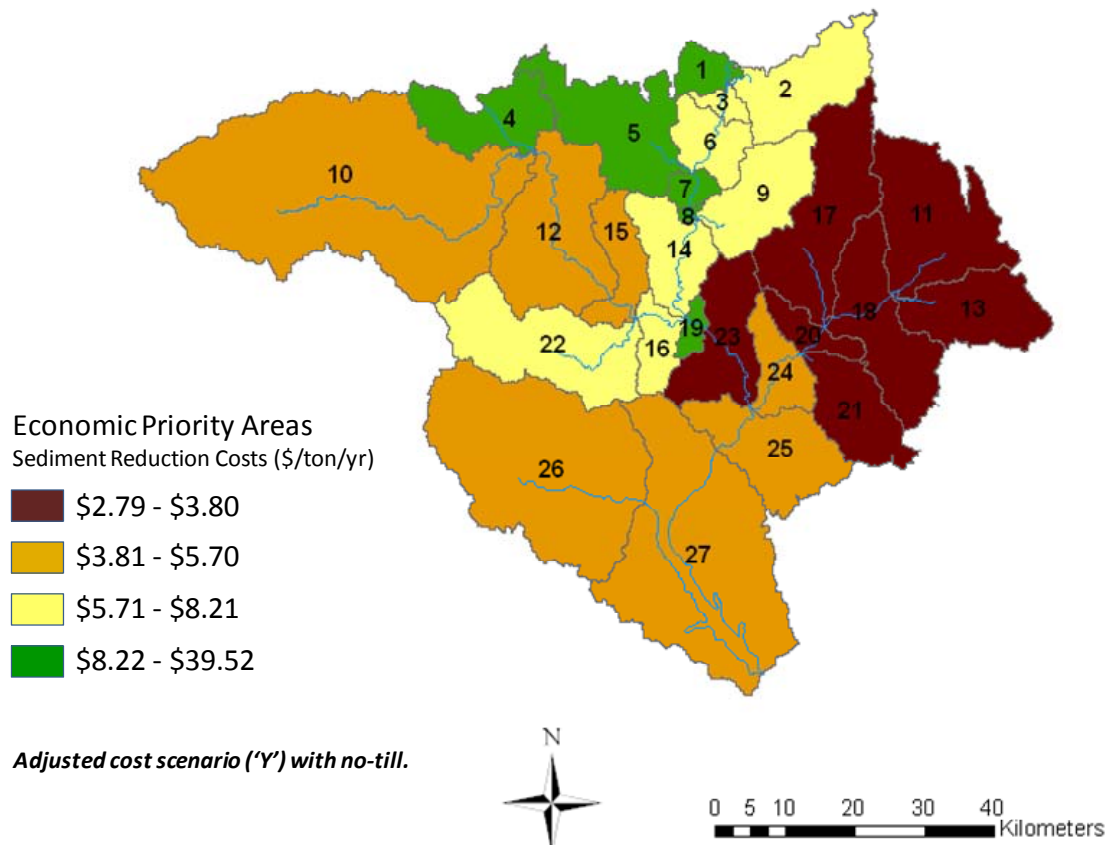 1
2
3
4
5
6
7
8
9
10
11
12
13
14
15
16
17
18
19
20
21
22
23
24
25
26
27
Economic Priority Areas
Sediment Reduction Costs ($/ton/yr)
$2.79 - $3.80
$3.81 - $5.70
$5.71 - $8.21
$8.22 - $39.52
Adjusted cost scenario (‘Y’) with no-till.
N
0 5 10 20 30 40
Kilometers